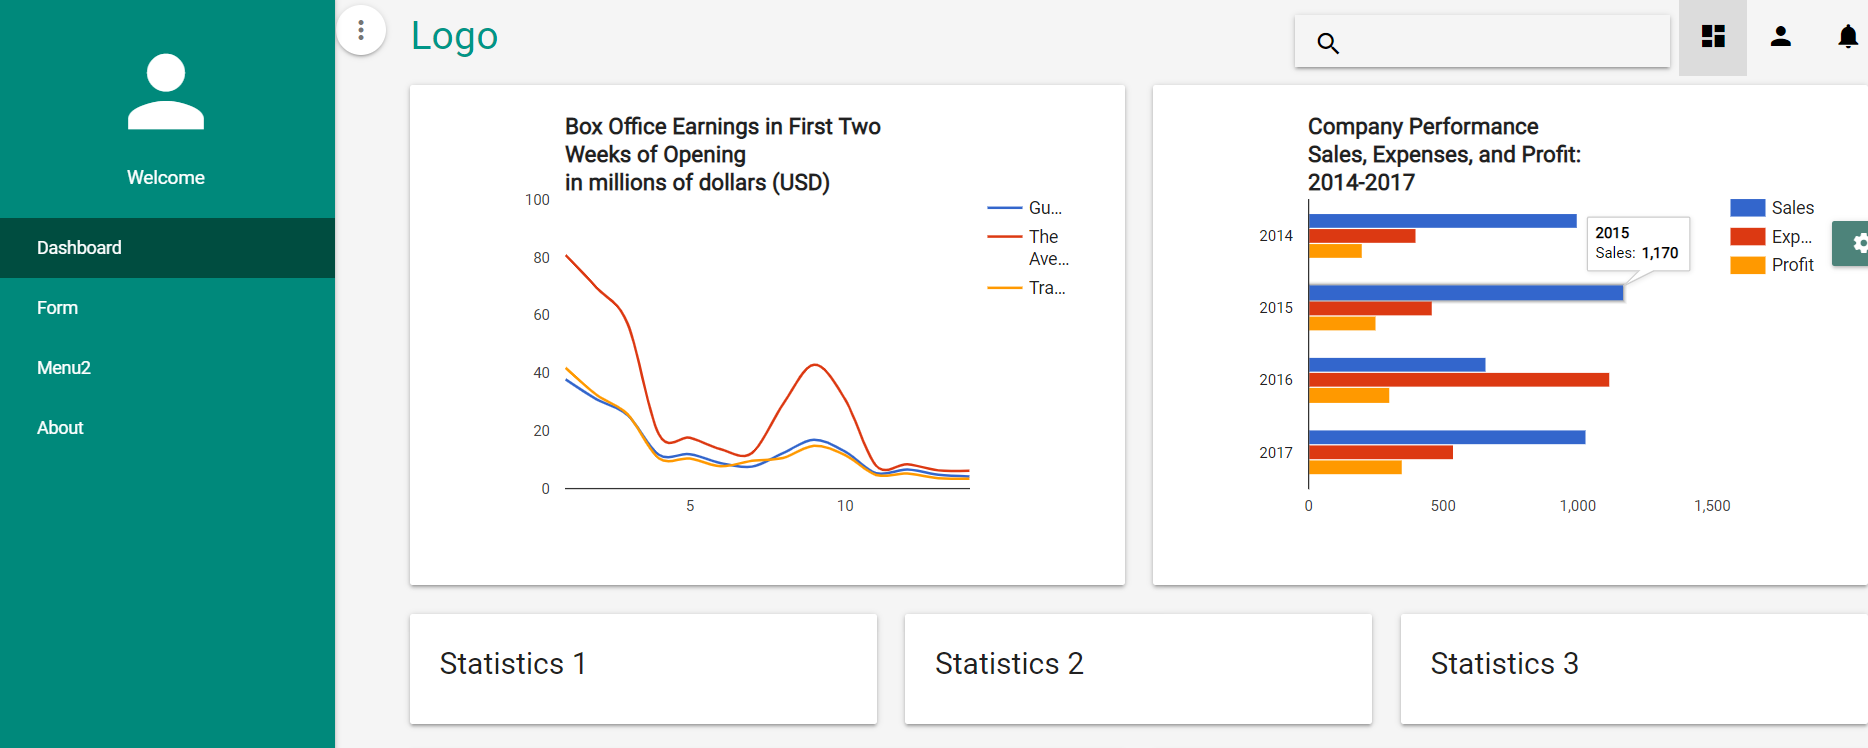 Welcome
Dashboard
Form
Menu2
About
Logo
Box Office Earnings in First Two
Weeks of Opening
in millions of dollars (USD)
100
80
60
40
20
0
5
10
Gu...
The
Ave...
Tra...
Company Performance
Sales, Expenses, and Profit:
2014-2017
2014
2015
2016
2017
0
500
1,000
1,500
2015
Sales: 1,170
Sales
Exp...
Profit
Statistics 1
Statistics 2
Statistics 3